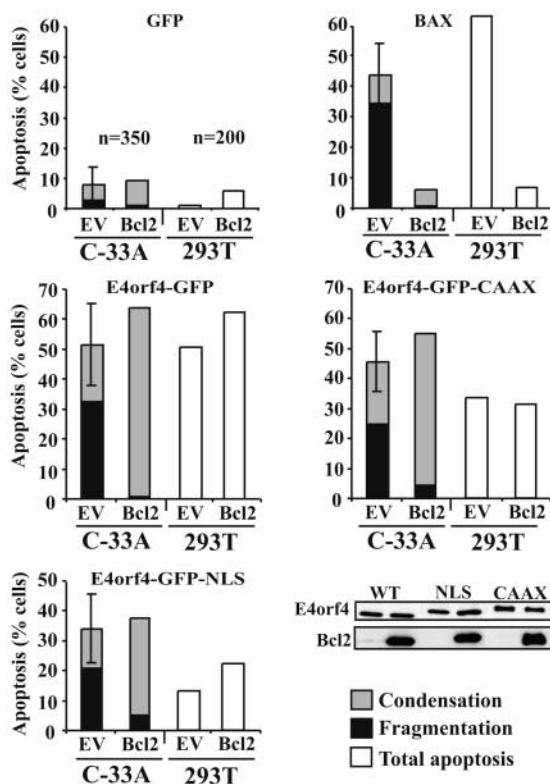 GFP
Apoptosis (% cells)
60
50
40
30
20
10
0
n=350 n=200
EV Bcl2 EV Bcl2
C-33A 293T
BAX
60
50
40
30
20
10
0
EV Bcl2 EV Bcl2
C-33A 293T
E4orf4-GFP
Apoptosis (% cells)
70
60
50
40
30
20
10
0
EV Bcl2 EV Bcl2
C-33A 293T
E4orf4-GFP-CAAX
70
60
50
40
30
20
10
0
EV Bcl2 EV Bcl2
C-33A 293T
E4orf4-GFP-NLS
Apoptosis (% cells)
50
40
30
20
10
0
EV Bcl2 EV Bcl2
C-33A 293T
WT NLS CAAX
E4orf4
Bcl2
Condensation
Fragmentation
Total apoptosis